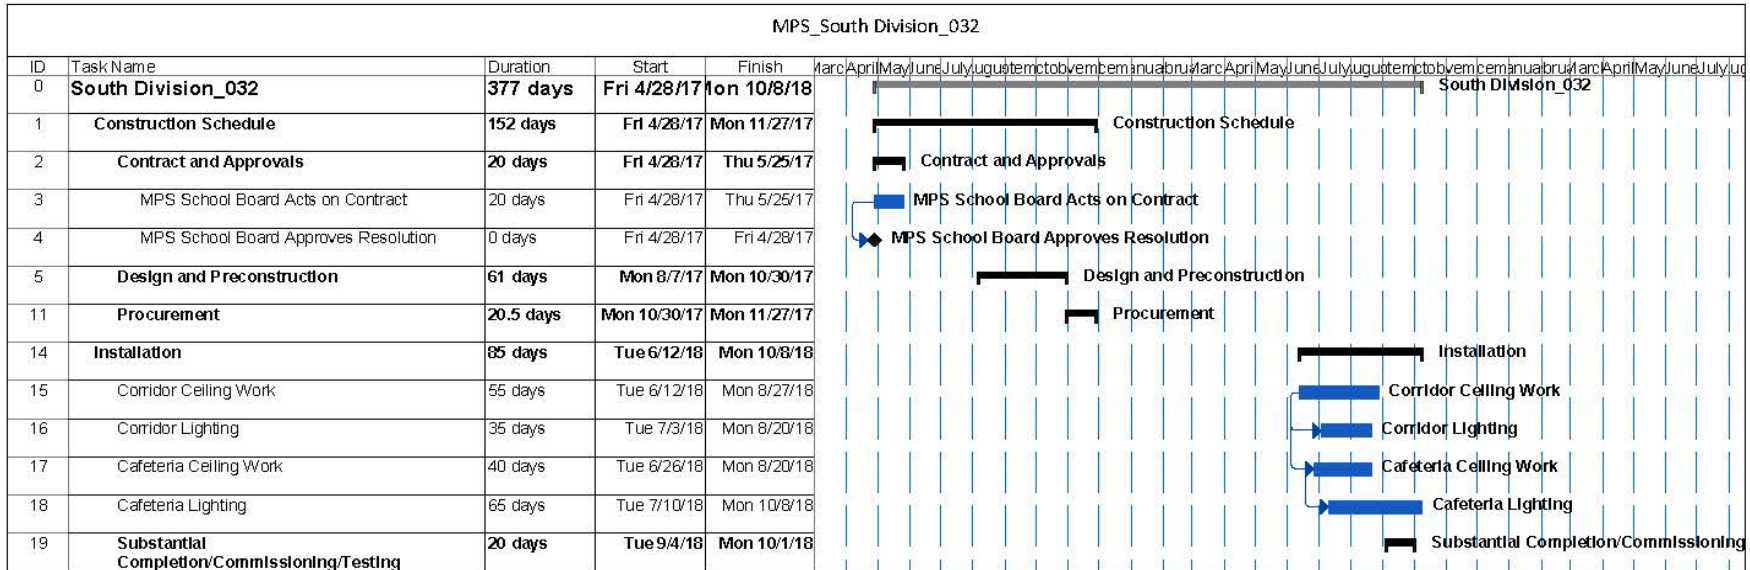 MPS_South Division_032
ID Task Name Duration Start Finish
0 South Division_032 377 days Fri 4/28/17 10/8/18 South Division_032
1 Construction Schedule 152 days Fri 4/28/17 Mon 11/27/17 Construction Schedule
2 Contract and Approvals 20 days Fri 4/28/17 Thu 5/25/17 Contract and Approvals
3 MPS School Board Acts on Contract 20 days Fri 4/28/17 Thu 5/25/17 MPS School Board Acts on Contract
4 MPS School Board Approves Resolution 0 days Fri 4/28/17 Fri 4/28/17 MPS School Board Approves Resolution
5 Design and Preconstruction 61 days Mon 8/7/17 Mon 10/30/17 Design and Preconstruction
11 Procurement 20.5 days Mon 10/30/17 Mon 11/27/17 Procurement
14 Installation 85 days Tue 6/12/18 Mon 10/8/18 Installation
15 Corridor Ceiling Work 55 days Tue 6/12/18 Mon 8/27/18 Corridor Ceiling Work
16 Corridor Lighting 35 days Tue 7/3/18 Mon 8/20/18 Corridor Lighting
17 Cafeteria Ceiling Work 40 days Tue 6/26/18 Mon 8/20/18 Cafeteria Ceiling Work
18 Cafeteria Lighting 65 days Tue 7/10/18 Mon 10/8/18 Cafeteria Lighting
19 Substantial 20 days Tue 9/4/18 Mon 10/1/18 Substantial Completion/Commissioning
Completion/Commissioning/Testing